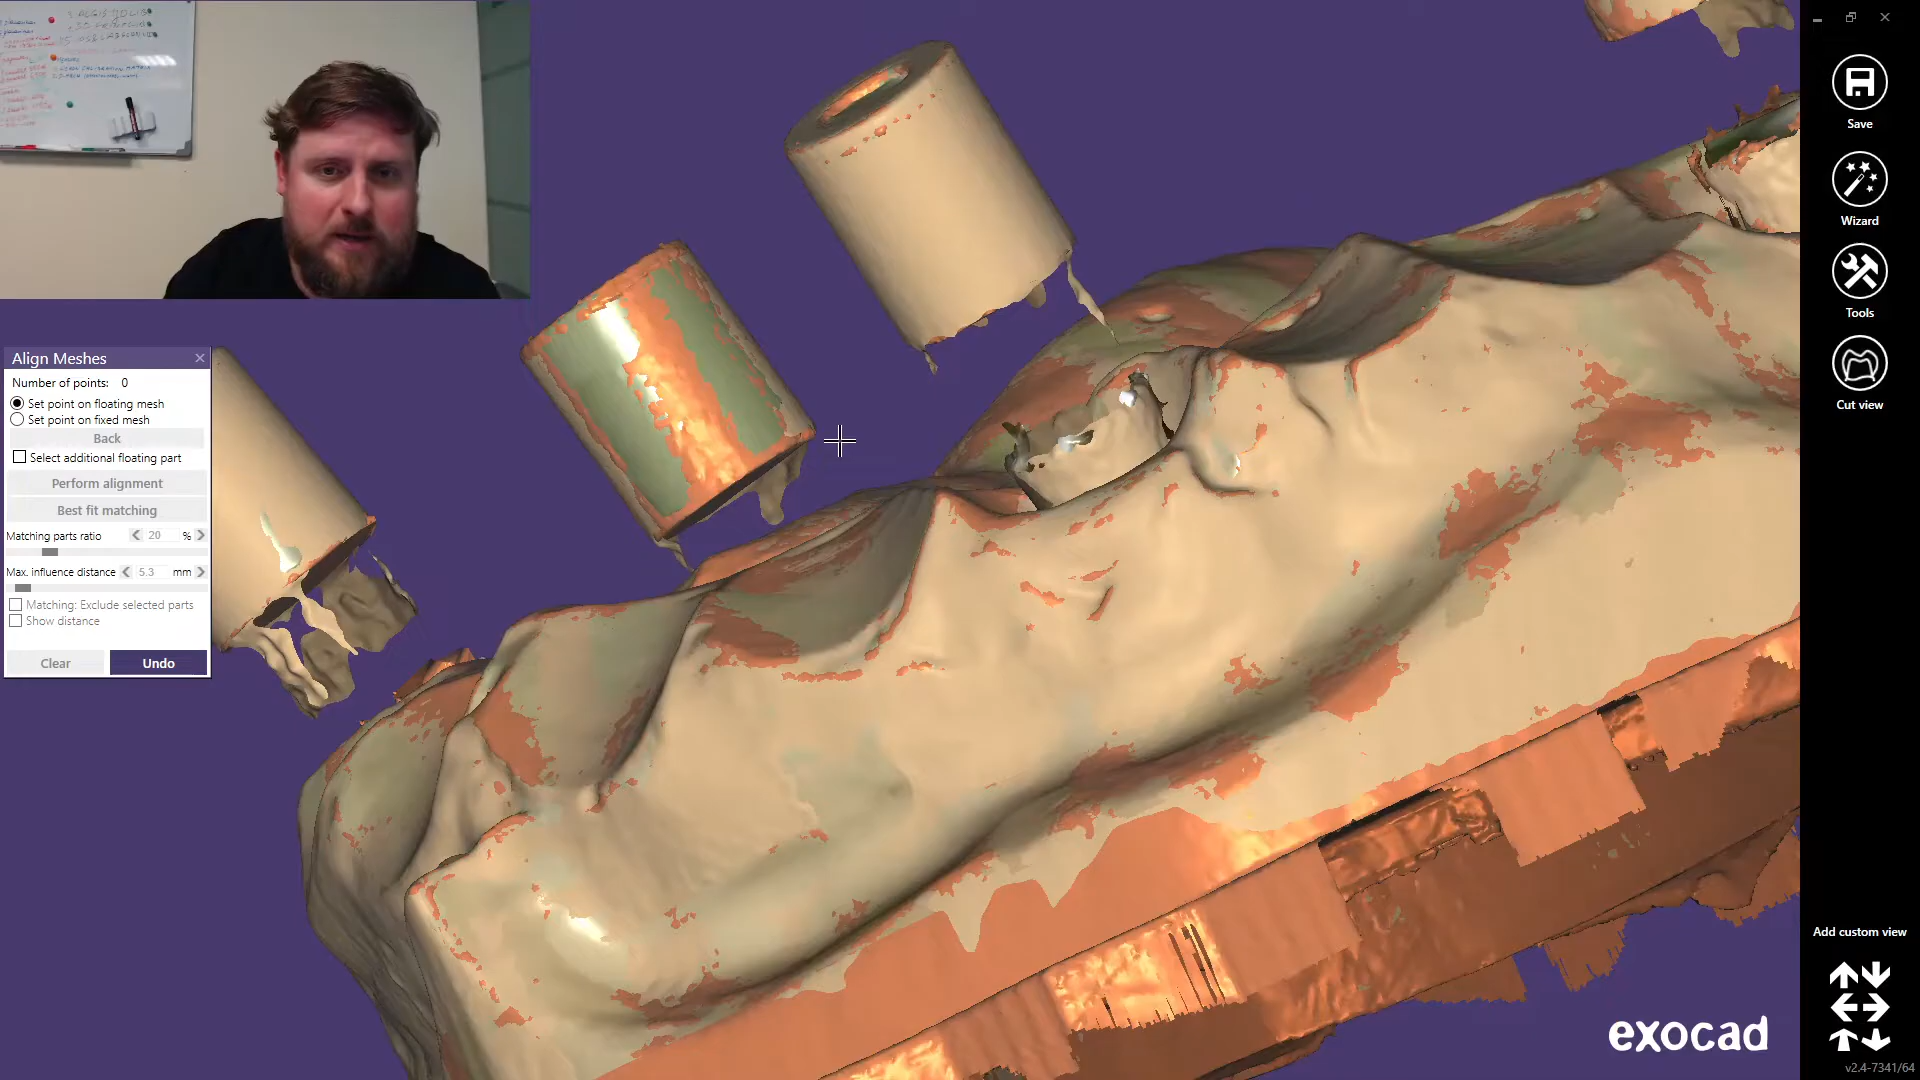 Save
Wizard
Tools
Cut view
Align Meshes
Number of points: 0
Set point on floating mesh
Set point on fixed mesh
Back
Select additional floating part
Perform alignment
Best fit matching
Matching parts ratio 20 %
Max. influence distance 5.3 mm
Matching: Exclude selected parts
Show distance
Clear Undo
Add custom view
exocad
v2.4-7341/64